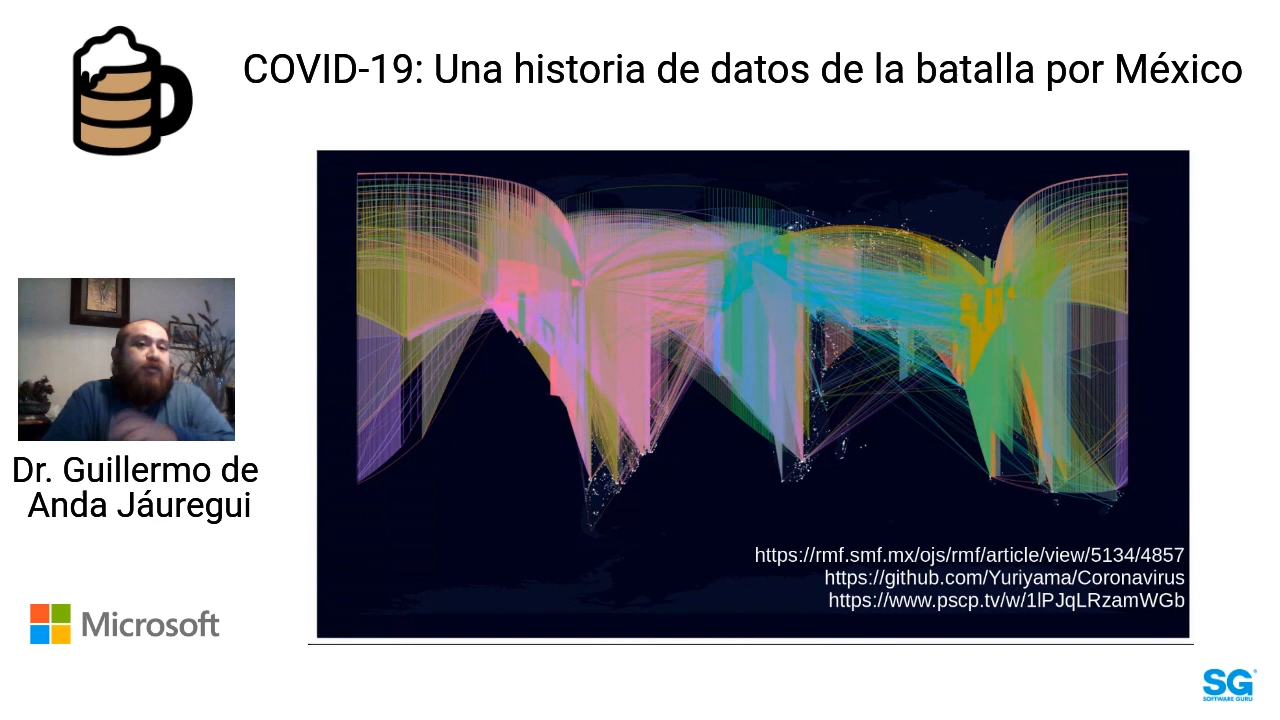 COVID-19: Una historia de datos de la batalla por México
Dr. Guillermo de
Anda Jáuregui
https://rmf.smf.mx/ojs/rmf/article/view/5134/4857
https://github.com/Yuriyama/Coronavirus
https://www.pscp.tv/w/1lPJqLRzamWGb
Microsoft
SG
SOFTWARE GURU